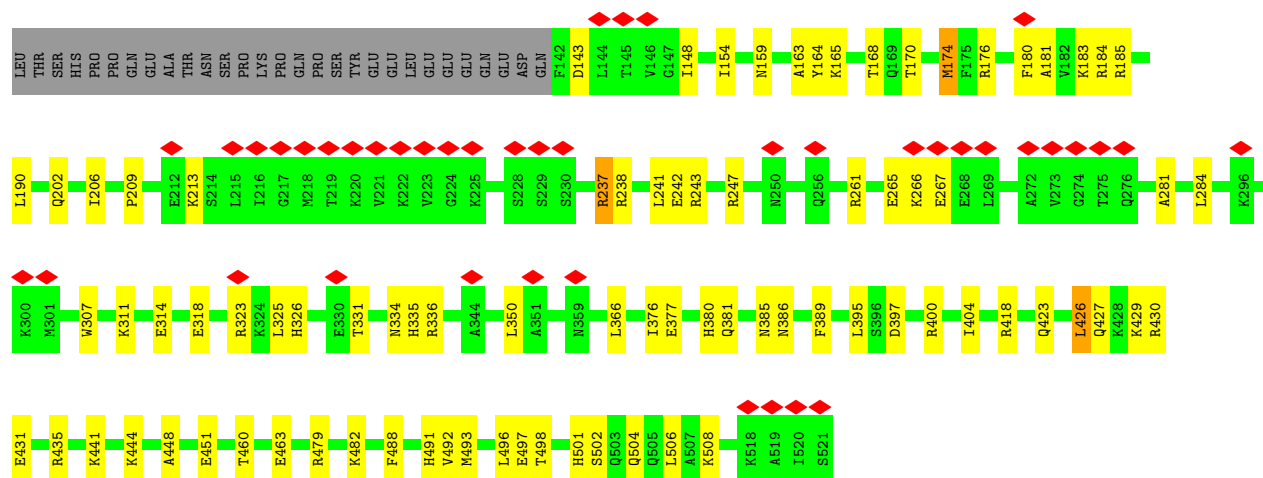 LEU THR SER HIS PRO PRO GLN GLU ALA THR ASN SER PRO LYS PRO GLN PRO SER TYR GLU GLU LEU GLU GLU GLU GLU GLN GLU ASP GLN F142 D143 L144 T145 V146 G147 I148 I154 N159 A163 Y164 K165 T168 Q169 T170 M174 F175 R176 F180 A181 V182 K183 R184 R185
L190 Q202 I206 P209 E212 K213 S214 L215 I216 G217 M218 T219 K220 V221 K222 V223 G224 K225 S228 S229 S230 R237 R238 L241 E242 R243 R247 N250 Q256 R261 E265 K266 E267 E268 L269 A272 V273 G274 T275 Q276 A281 L284 K296
K300 M301 W307 K311 E314 E318 R323 K324 L325 H326 E330 T331 N334 H335 R336 A344 L350 A351 N359 L366 I376 E377 H380 Q381 N385 N386 F389 L395 S396 D397 R400 I404 R418 Q423 L426 Q427 K428 K429 R430
E431 R435 K441 K444 A448 E451 T460 E463 R479 K482 F488 H491 V492 M493 L496 E497 T498 H501 S502 Q503 Q504 Q505 L506 A507 K508 K518 A519 I520 S521